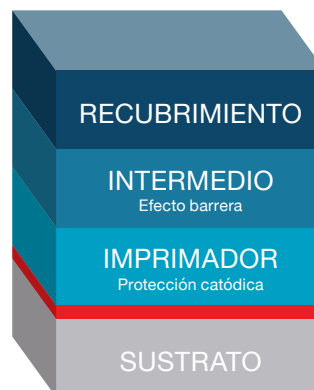 RECUBRIMIENTO
INTERMEDIO
Efecto barrera
IMPRIMADOR
Protección catódica
SUSTRATO